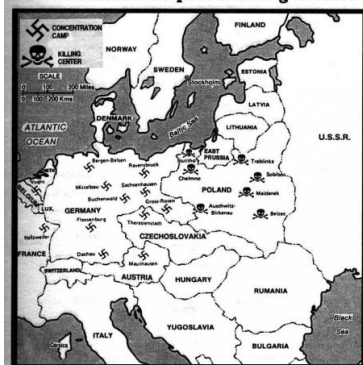 CONCENTRATION
CAMP
KILLING
CENTER
SCALE
0 100 200 Miles
0 100 200 Kms
FINLAND
NORWAY
SWEDEN
Stockholm
ESTONIA
LATVIA
LITHUANIA
U.S.S.R.
ATLANTIC
OCEAN
DENMARK
Baltic Sea
EAST
PRUSSIA
Bergen-Belsen
Ravensbruck
Treblinka
Chelmno
Sobibor
Sachsenhausen
Buchenwald
Gross-Rosen
POLAND
Maidanek
LUX.
GERMANY
Flossenburg
Auschwitz-
Birkenau
Belzec
Theresienstadt
Natzweiler
CZECHOSLOVAKIA
FRANCE
Dachau
Mauthausen
SWITZERLAND
AUSTRIA
HUNGARY
RUMANIA
ITALY
YUGOSLAVIA
Black
Sea
Corsica
BULGARIA